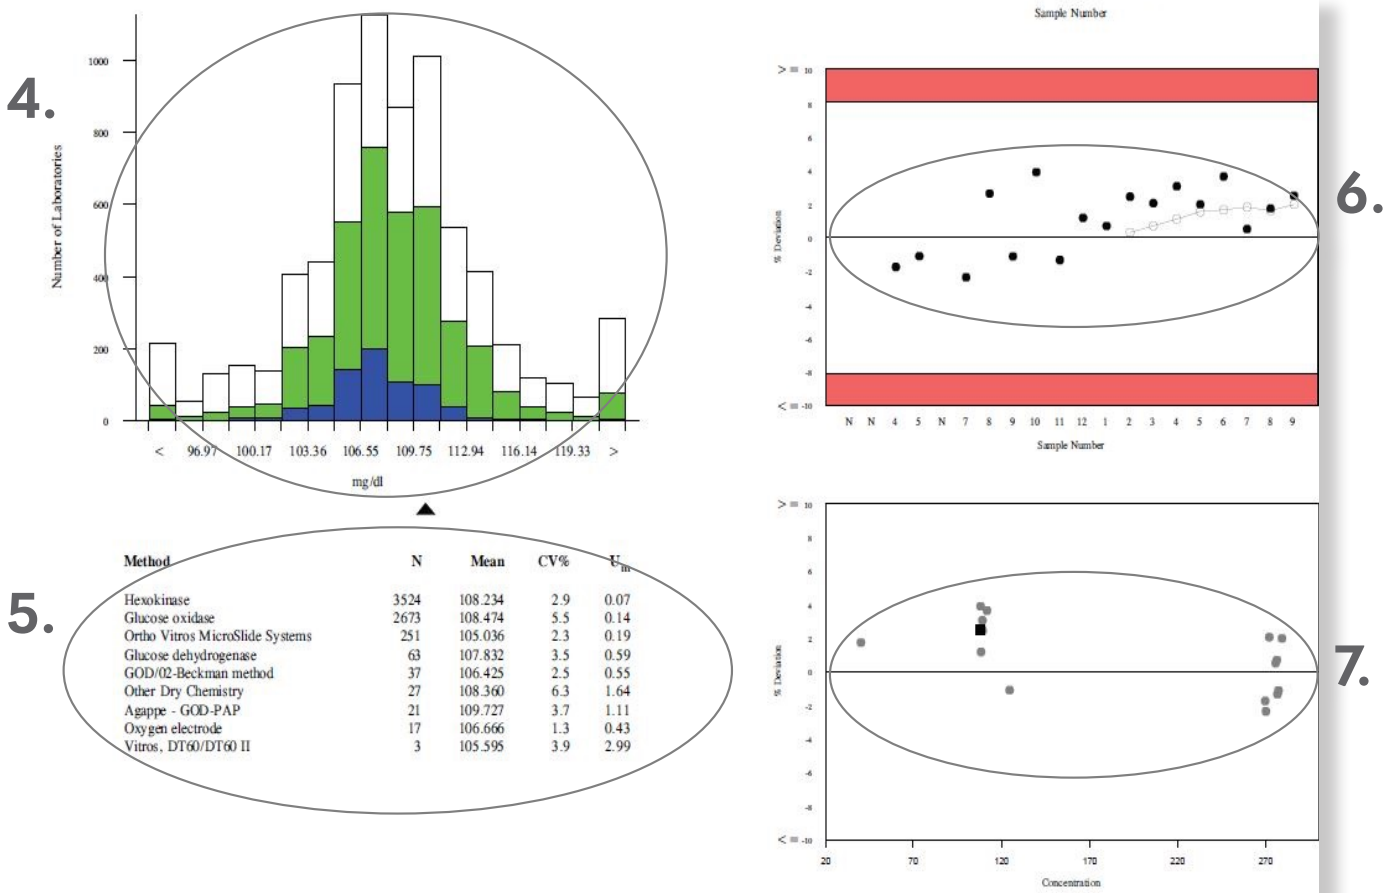 4.
Number of Laboratories
1000
800
600
400
200
0
< 96.97 100.17 103.36 106.55 109.75 112.94 116.14 119.33 >
mg/dl
5.
Method N Mean CV% Um
Hexokinase 3524 108.234 2.9 0.07
Glucose oxidase 2673 108.474 5.5 0.14
Ortho Vitros MicroSlide Systems 251 105.036 2.3 0.19
Glucose dehydrogenase 63 107.832 3.5 0.59
GOD/02-Beckman method 37 106.425 2.5 0.55
Other Dry Chemistry 27 108.360 6.3 1.64
Agappe - GOD-PAP 21 109.727 3.7 1.11
Oxygen electrode 17 106.666 1.3 0.43
Vitros, DT60/DT60 II 3 105.595 3.9 2.99
Sample Number
6.
% Deviation
> = 10
8
6
4
2
0
-2
-4
-6
-8
< = -10
N N 4 5 N 7 8 9 10 11 12 1 2 3 4 5 6 7 8 9
Sample Number
7.
% Deviation
> = 10
8
6
4
2
0
-2
-4
-6
-8
< = -10
20 70 120 170 220 270
Concentration